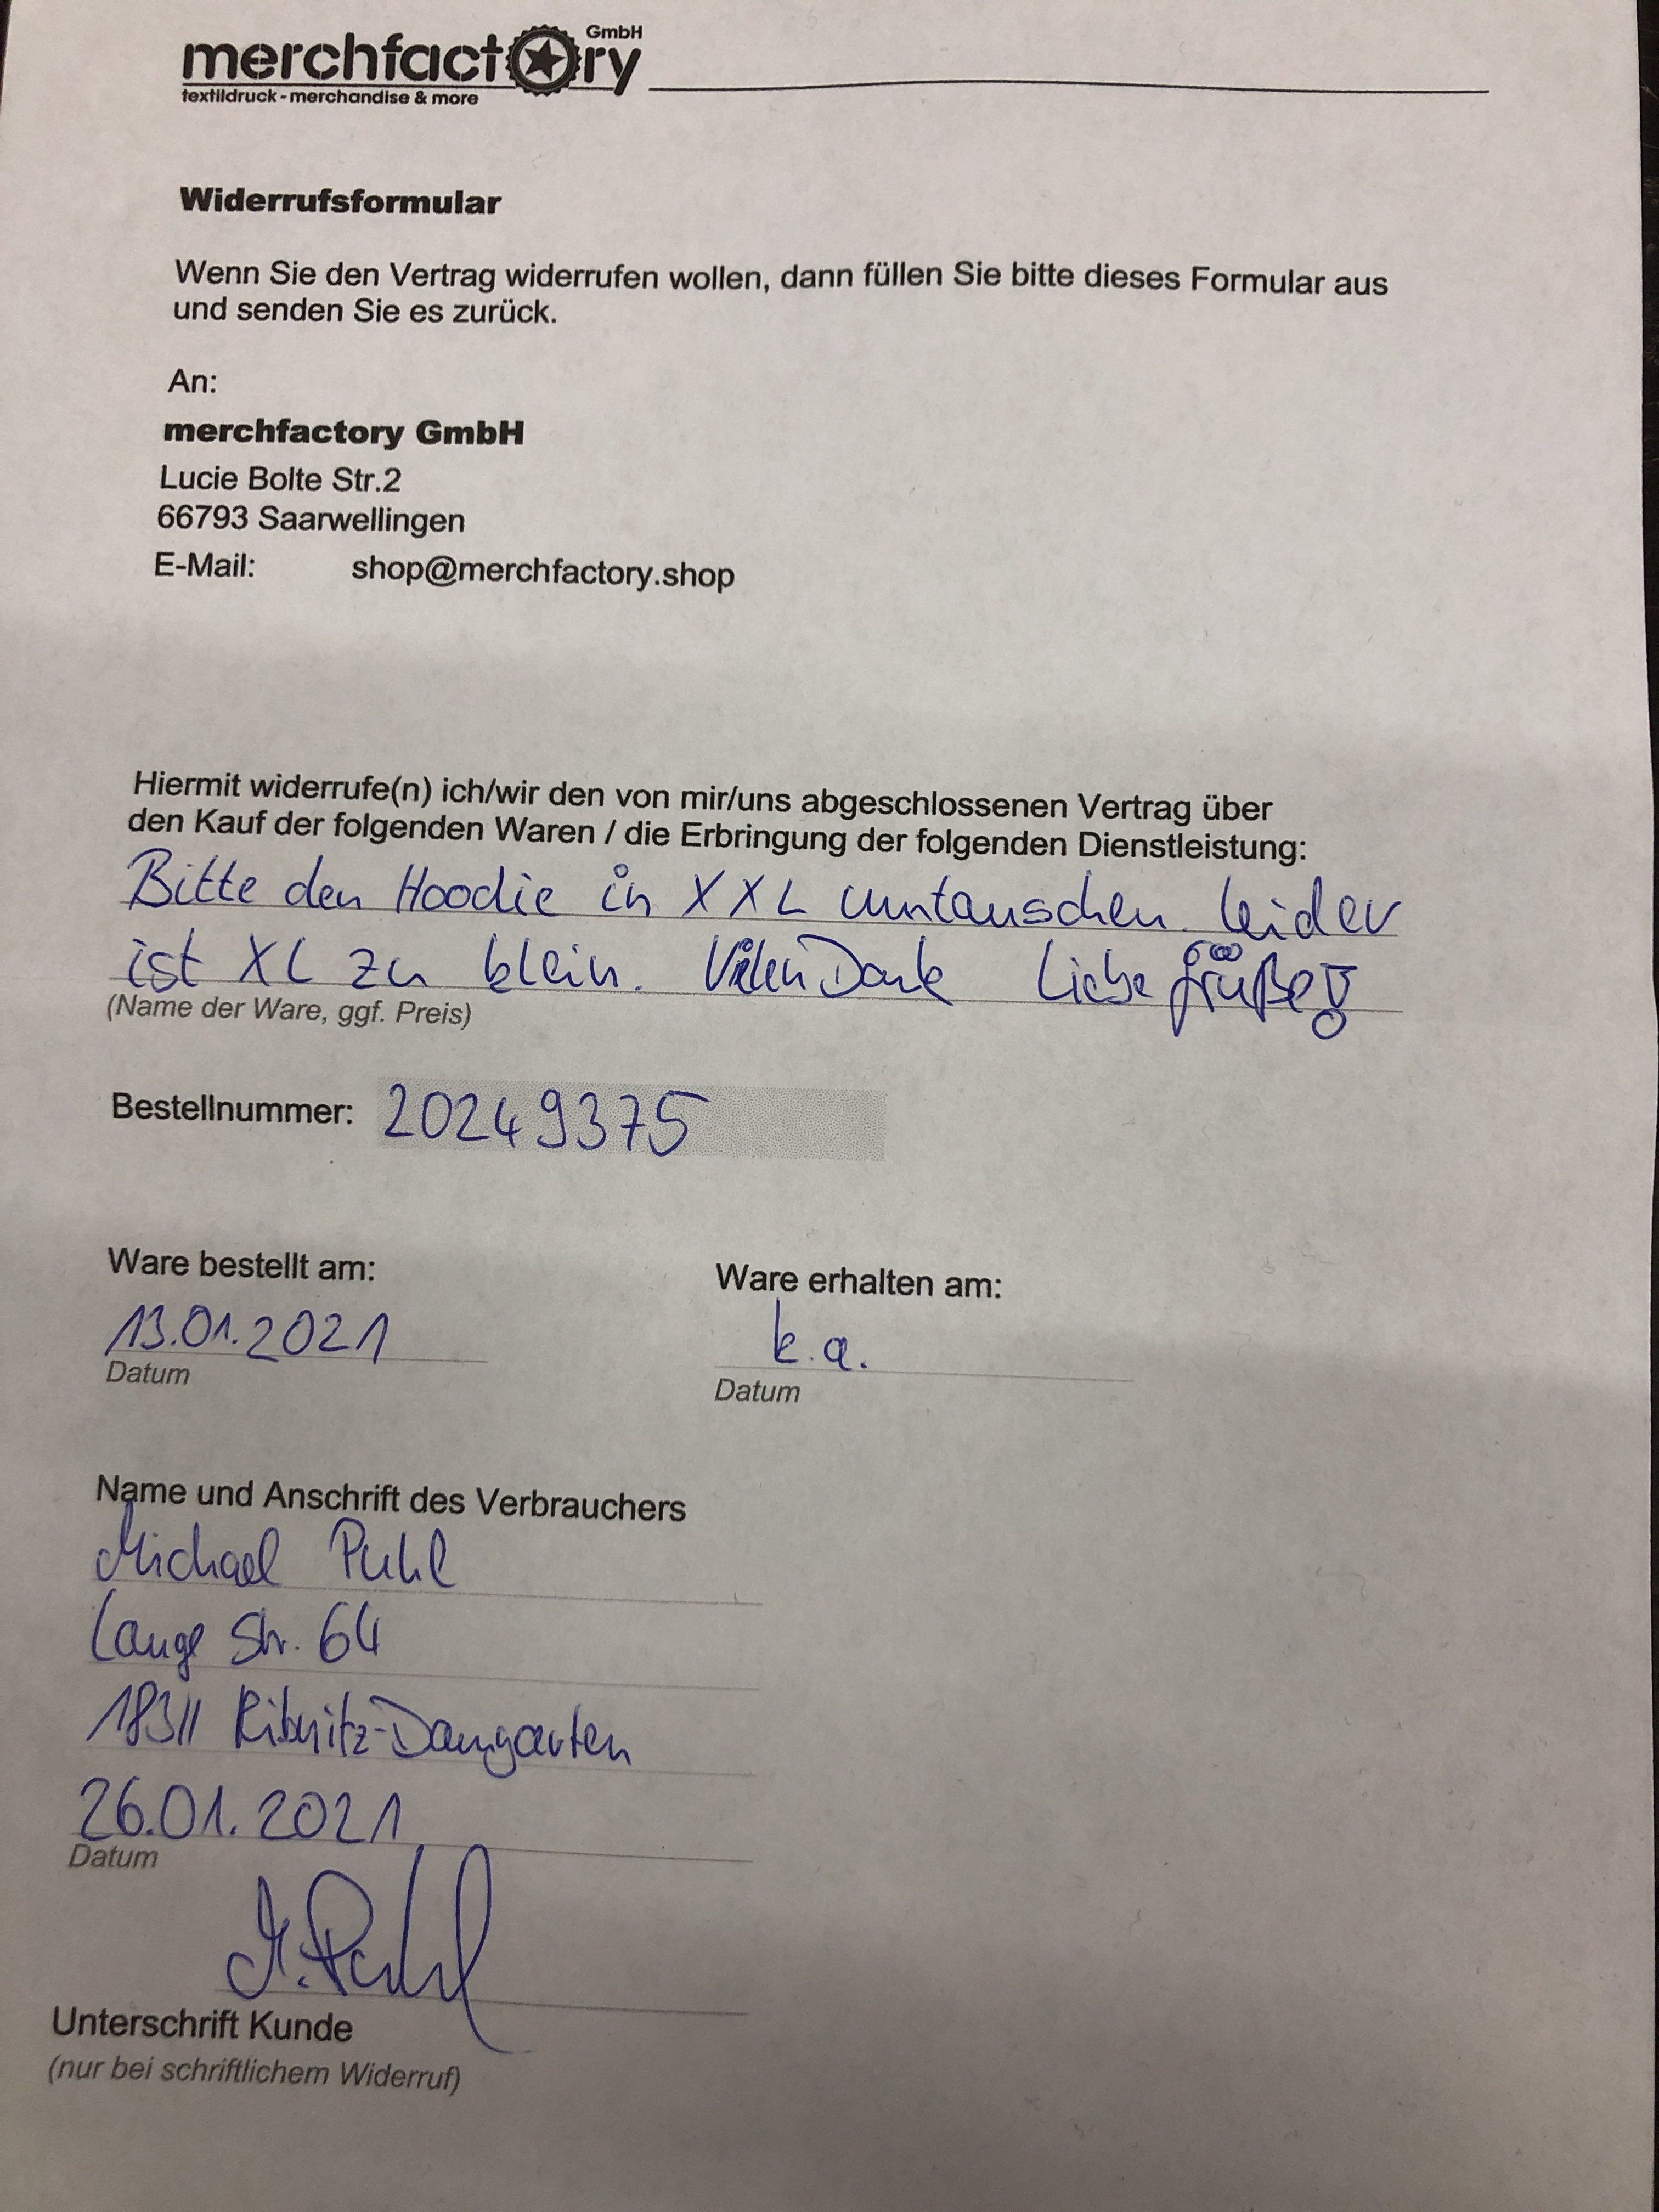 merchfactory GmbH
textildruck - merchandise & more
Widerrufsformular
Wenn Sie den Vertrag widerrufen wollen, dann füllen Sie bitte dieses Formular aus
und senden Sie es zurück.
An:
merchfactory GmbH
Lucie Bolte Str.2
66793 Saarwellingen
E-Mail: shop@merchfactory.shop
Hiermit widerrufe(n) ich/wir den von mir/uns abgeschlossenen Vertrag über
den Kauf der folgenden Waren / die Erbringung der folgenden Dienstleistung:
Bitte den Hoodie in XXL umtauschen. leider
ist XL zu klein. Vielen Dank Liebe Grüße!
(Name der Ware, ggf. Preis)
Bestellnummer: 20249375
Ware bestellt am: Ware erhalten am:
13.01.2021 k.a.
Datum Datum
Name und Anschrift des Verbrauchers
Michael Puhl
Lange Str. 64
18311 Ribnitz-Damgarten
26.01.2021
Datum
M. Puhl
Unterschrift Kunde
(nur bei schriftlichem Widerruf)